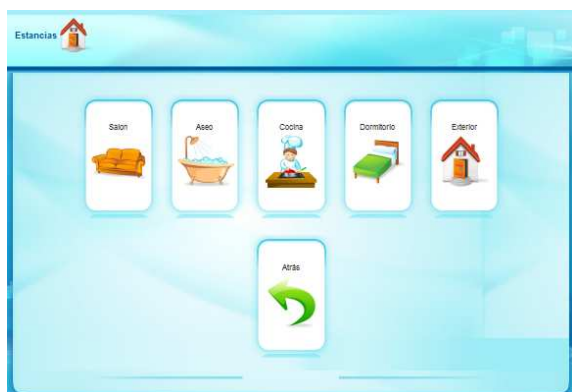 Estancias
Salon
Aseo
Cocina
Dormitorio
Exterior
Atrás